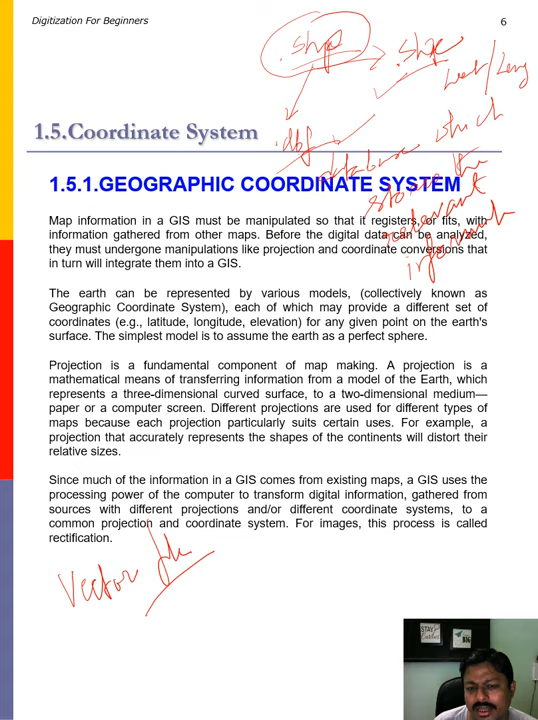 Digitization For Beginners
6
.shp
.shx
Lat/Long
.dbf
database which
stores the
relevant
informat
1.5.Coordinate System
1.5.1.GEOGRAPHIC COORDINATE SYSTEM
Map information in a GIS must be manipulated so that it registers, or fits, with
information gathered from other maps. Before the digital data can be analyzed,
they must undergone manipulations like projection and coordinate conversions that
in turn will integrate them into a GIS.
The earth can be represented by various models, (collectively known as
Geographic Coordinate System), each of which may provide a different set of
coordinates (e.g., latitude, longitude, elevation) for any given point on the earth's
surface. The simplest model is to assume the earth as a perfect sphere.
Projection is a fundamental component of map making. A projection is a
mathematical means of transferring information from a model of the Earth, which
represents a three-dimensional curved surface, to a two-dimensional medium—
paper or a computer screen. Different projections are used for different types of
maps because each projection particularly suits certain uses. For example, a
projection that accurately represents the shapes of the continents will distort their
relative sizes.
Since much of the information in a GIS comes from existing maps, a GIS uses the
processing power of the computer to transform digital information, gathered from
sources with different projections and/or different coordinate systems, to a
common projection and coordinate system. For images, this process is called
rectification.
Vector file
STAY
BIG